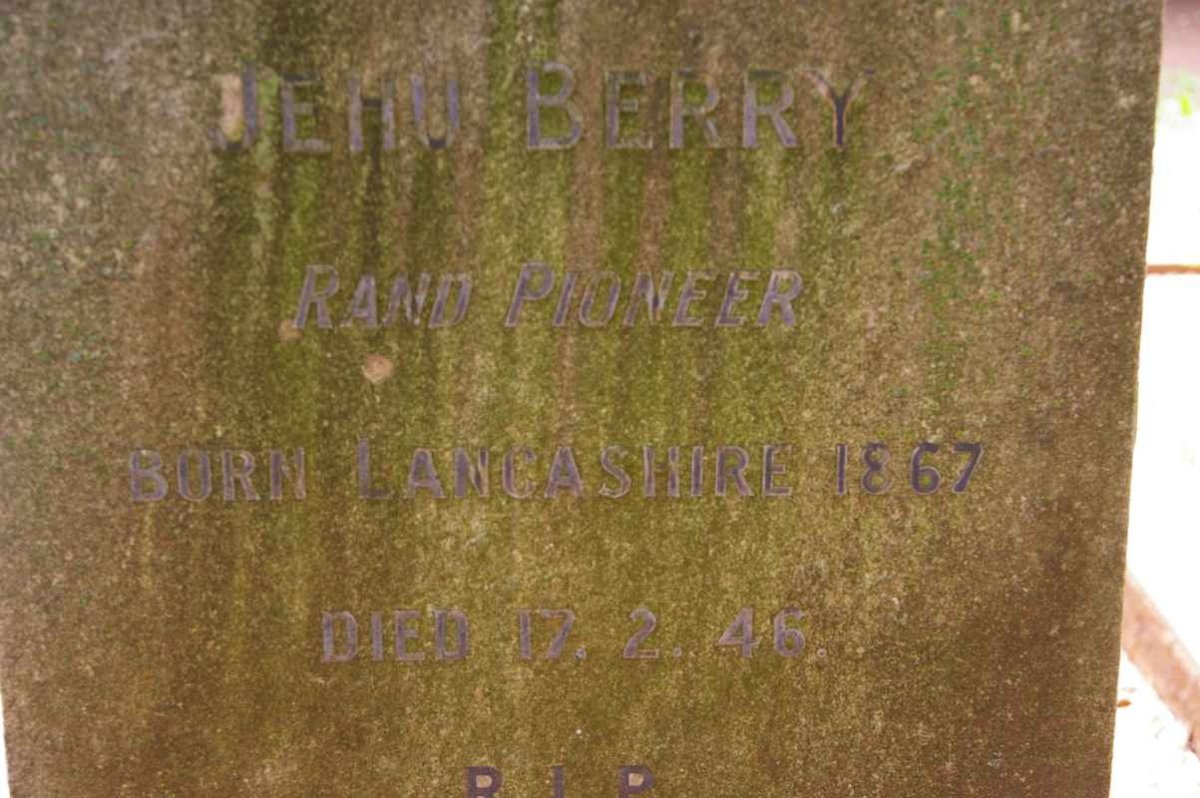 JEHU BERRY
RAND PIONEER
BORN LANCASHIRE 1867
DIED 17. 2. 46.
R.I.P.